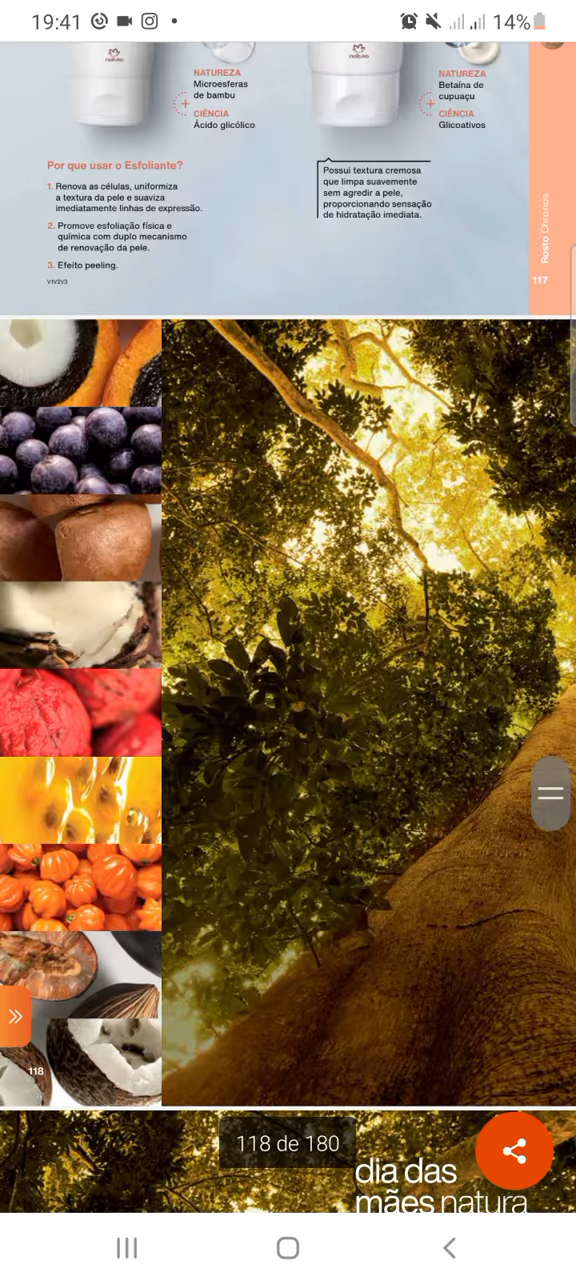 19:41
14%
natura
natura
NATUREZA
Microesferas
de bambu
CIÊNCIA
Ácido glicólico
NATUREZA
Betaína de
cupuaçu
CIÊNCIA
Glicoativos
Por que usar o Esfoliante?
1. Renova as células, uniformiza
a textura da pele e suaviza
imediatamente linhas de expressão.
2. Promove esfoliação física e
química com duplo mecanismo
de renovação da pele.
3. Efeito peeling.
V1V2V3
Possui textura cremosa
que limpa suavemente
sem agredir a pele,
proporcionando sensação
de hidratação imediata.
Rosto Chronos
117
118
118 de 180
dia das
mães natura